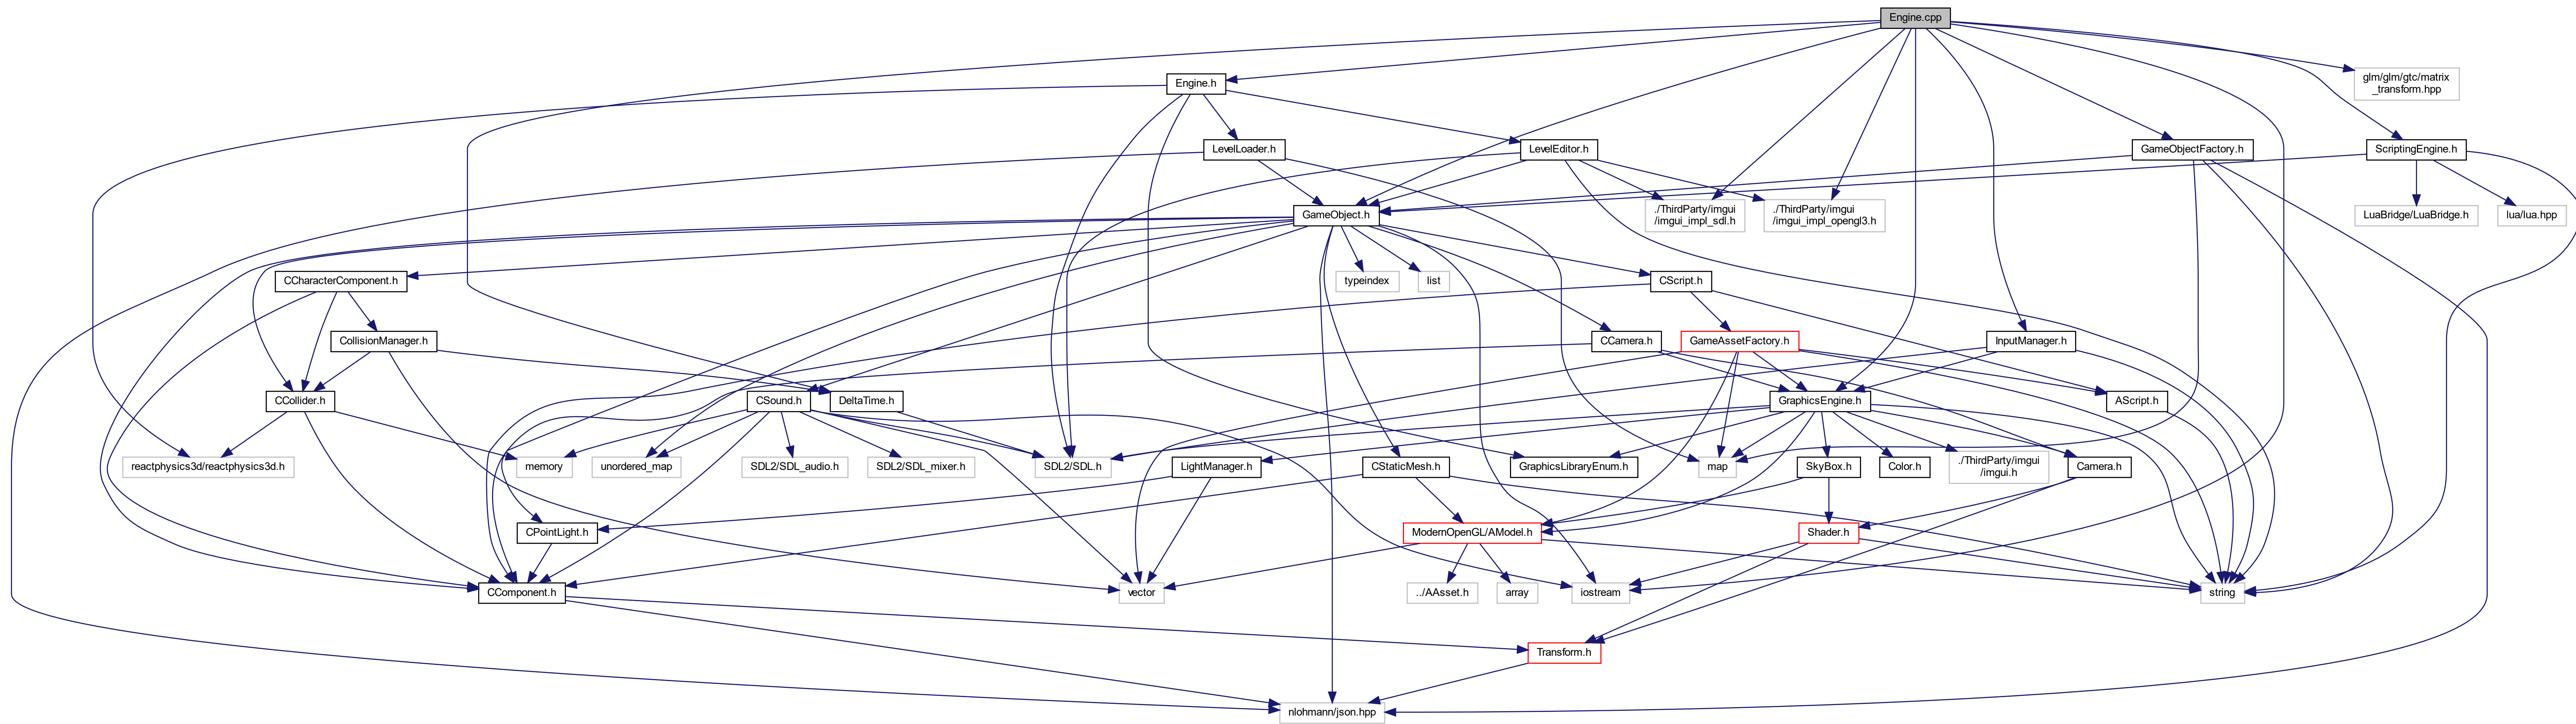 Engine.cpp
Engine.h
glm/glm/gtc/matrix
_transform.hpp
LevelLoader.h
LevelEditor.h
GameObjectFactory.h
ScriptingEngine.h
GameObject.h
./ThirdParty/imgui
/imgui_impl_sdl.h
./ThirdParty/imgui
/imgui_impl_opengl3.h
LuaBridge/LuaBridge.h
lua/lua.hpp
CCharacterComponent.h
typeindex
list
CScript.h
CollisionManager.h
CCamera.h
GameAssetFactory.h
InputManager.h
CCollider.h
CSound.h
DeltaTime.h
GraphicsEngine.h
AScript.h
reactphysics3d/reactphysics3d.h
memory
unordered_map
SDL2/SDL_audio.h
SDL2/SDL_mixer.h
SDL2/SDL.h
LightManager.h
CStaticMesh.h
GraphicsLibraryEnum.h
map
SkyBox.h
Color.h
./ThirdParty/imgui
/imgui.h
Camera.h
CPointLight.h
ModernOpenGL/AModel.h
Shader.h
CComponent.h
vector
../AAsset.h
array
iostream
string
Transform.h
nlohmann/json.hpp